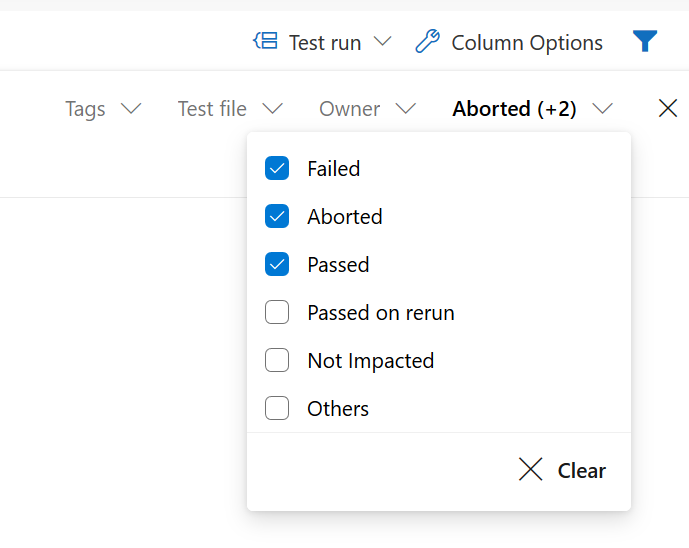 Test run Column Options
Tags Test file Owner Aborted (+2)
Failed
Aborted
Passed
Passed on rerun
Not Impacted
Others
Clear